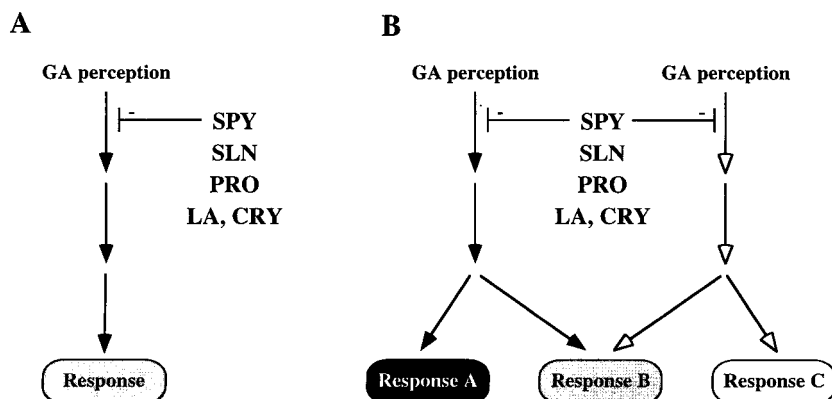 A
GA perception
-
SPY
SLN
PRO
LA, CRY
Response
B
GA perception
GA perception
-
SPY
-
SLN
PRO
LA, CRY
Response A
Response B
Response C